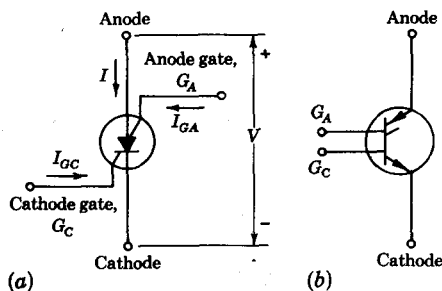 Anode
I
+
Anode gate,
G_A
I_GA
V
I_GC
Cathode gate,
G_C
−
Cathode
(a)
Anode
G_A
G_C
Cathode
(b)